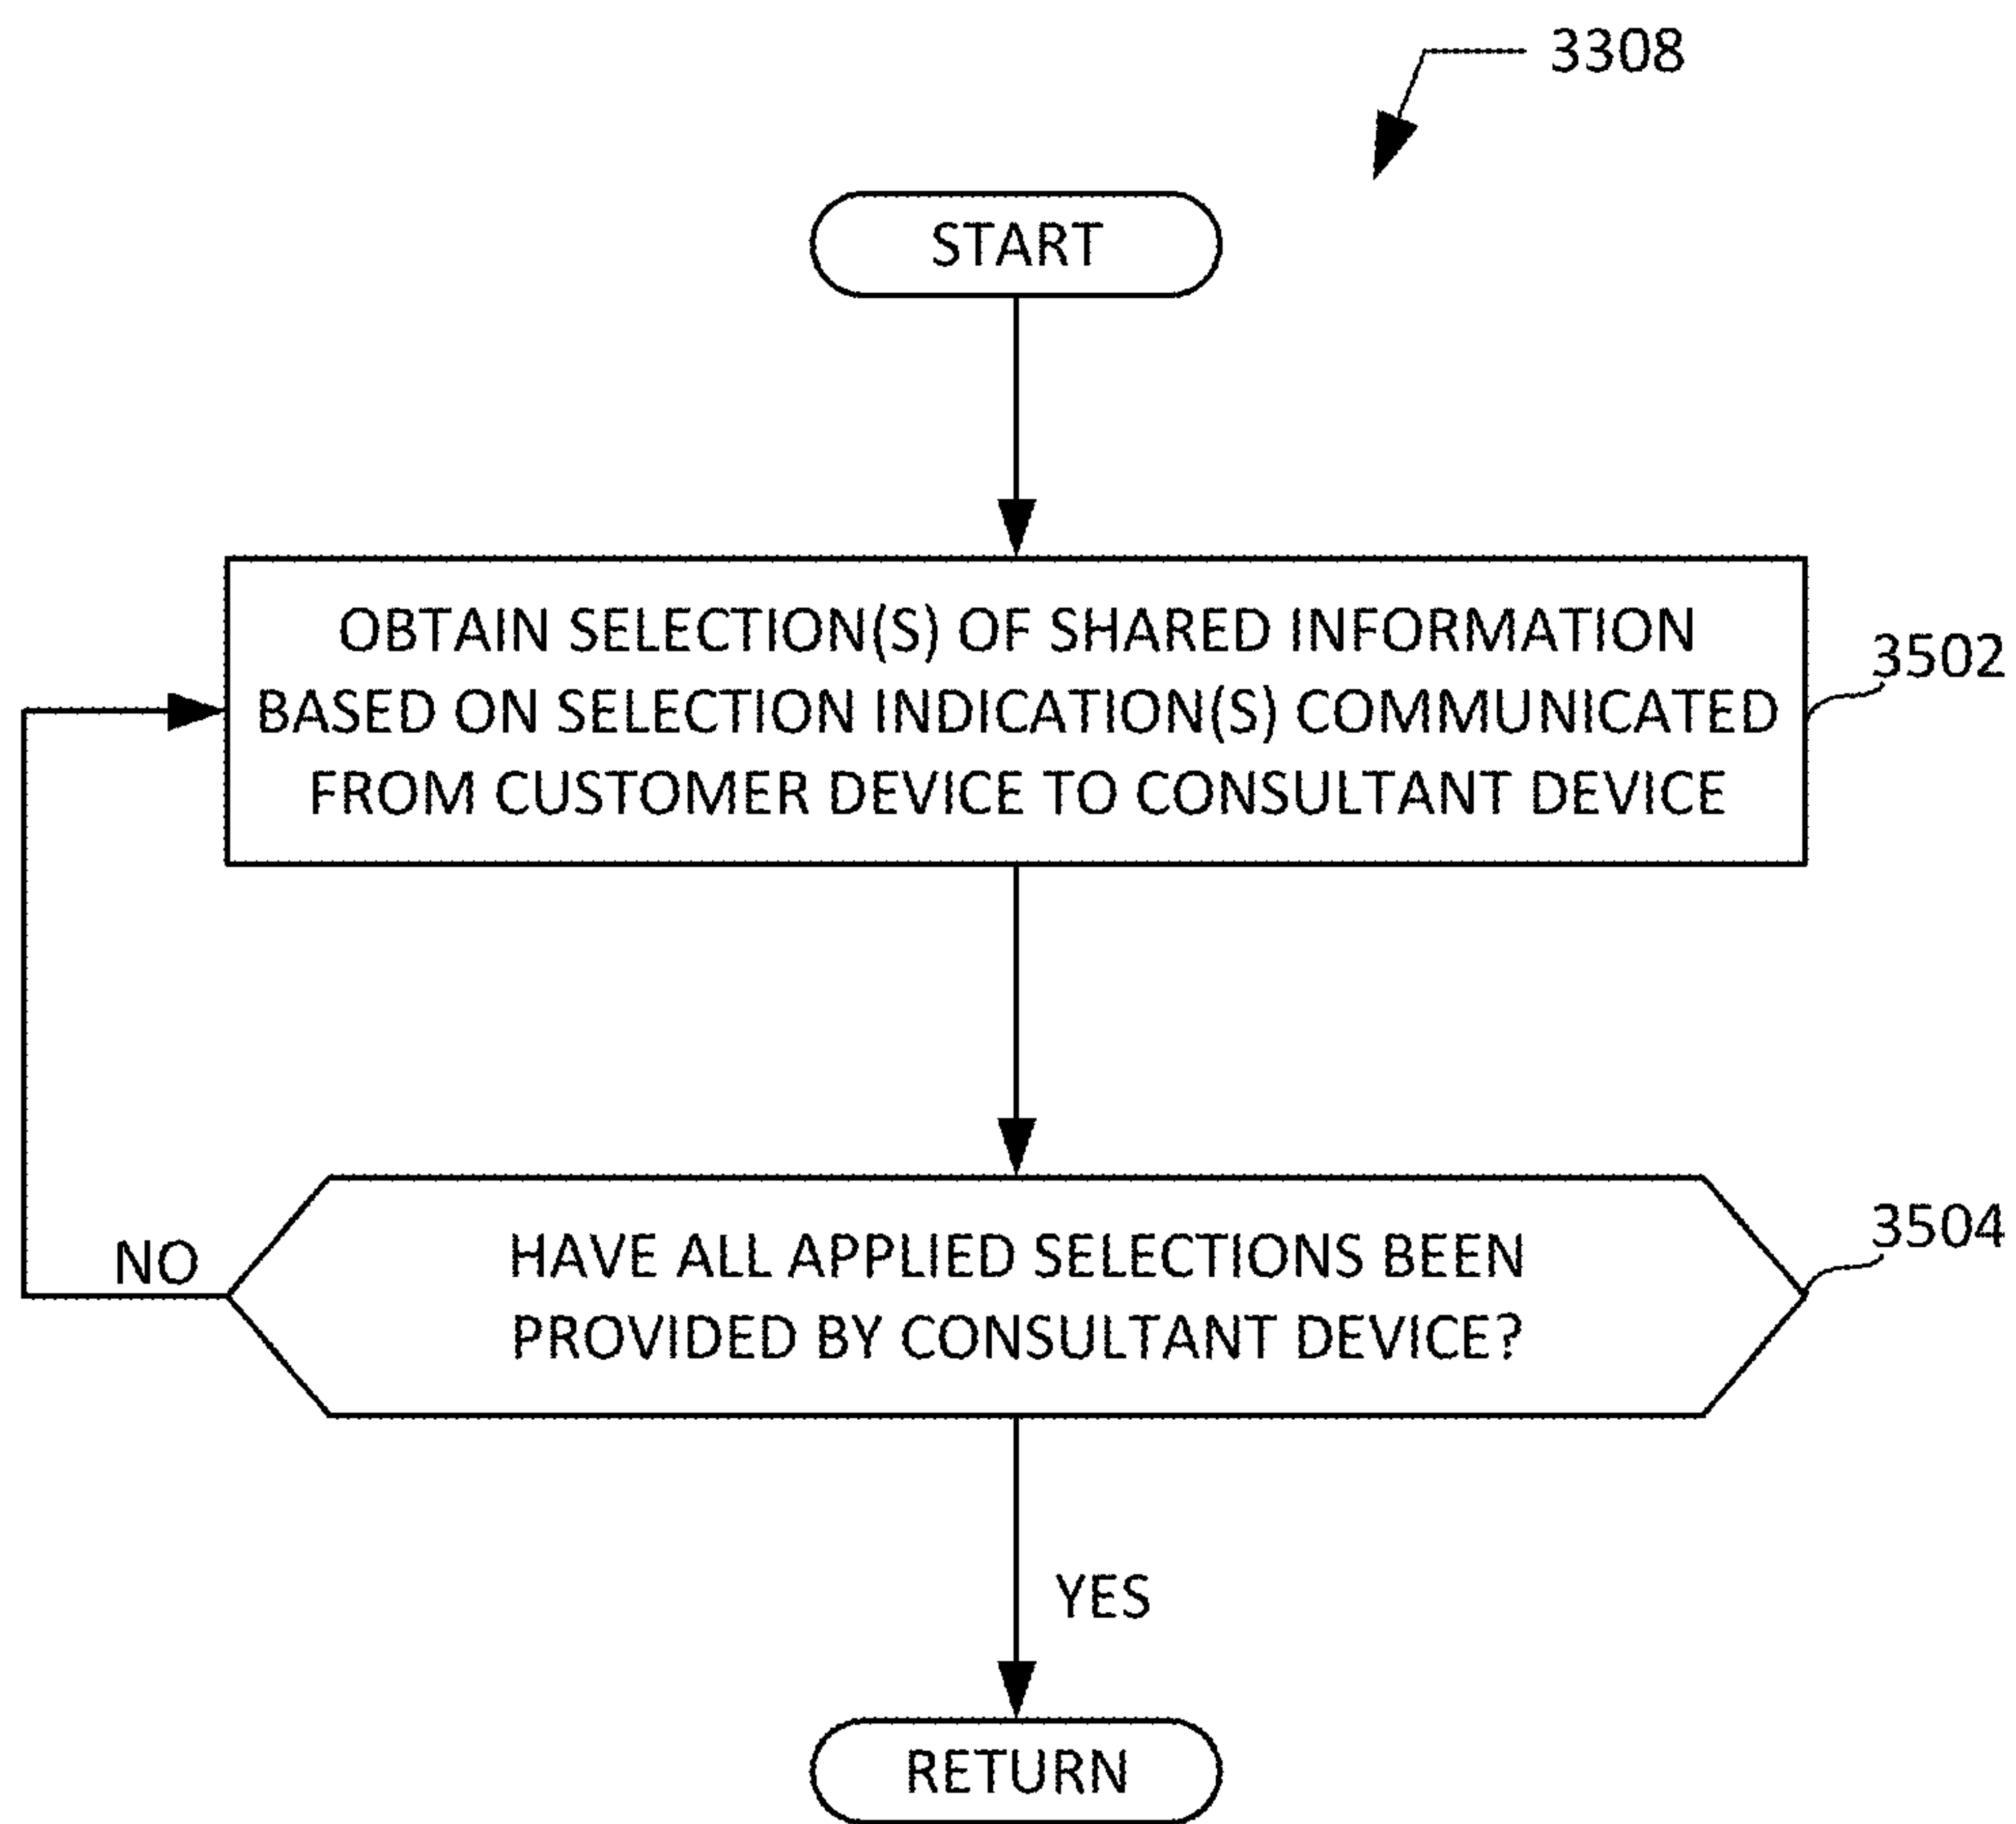 3308
START
OBTAIN SELECTION(S) OF SHARED INFORMATION
BASED ON SELECTION INDICATION(S) COMMUNICATED
FROM CUSTOMER DEVICE TO CONSULTANT DEVICE
3502
HAVE ALL APPLIED SELECTIONS BEEN
PROVIDED BY CONSULTANT DEVICE?
3504
NO
YES
RETURN